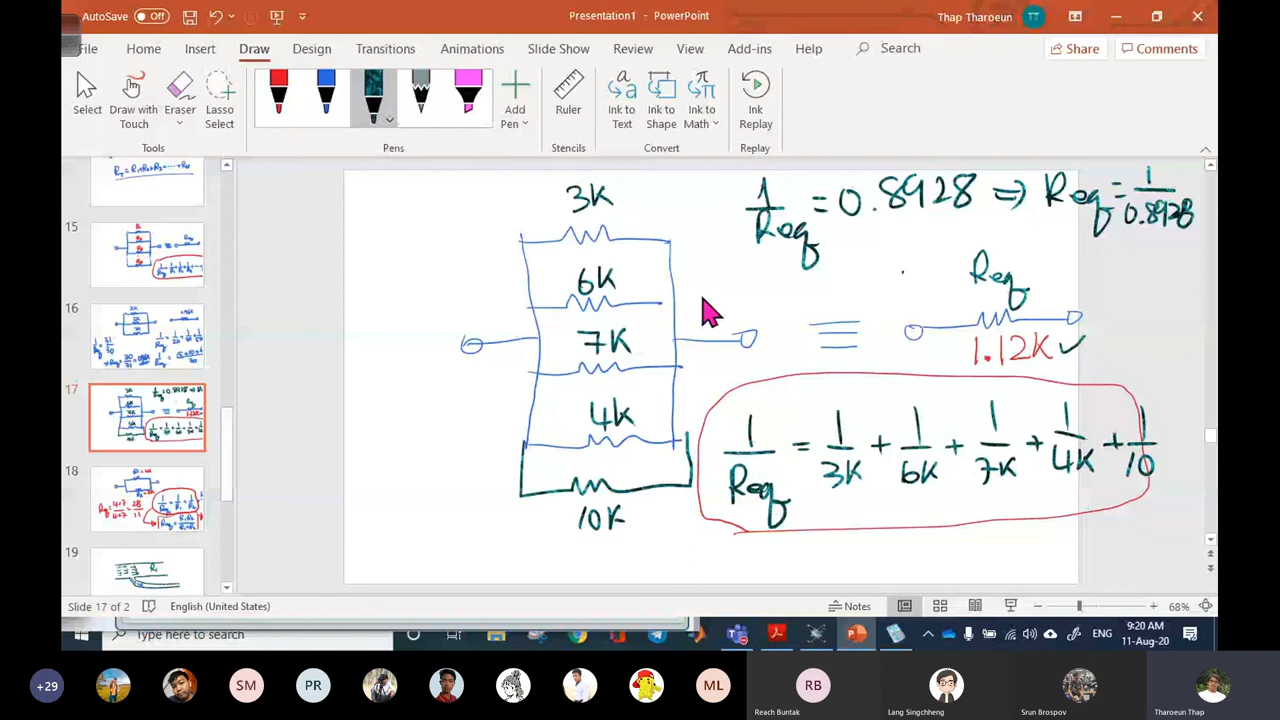 AutoSave Off
Presentation1 - PowerPoint
Thap Tharoeun TT
File Home Insert Draw Design Transitions Animations Slide Show Review View Add-ins Help Search
Share Comments
Select
Draw with Touch
Eraser
Lasso Select
Add Pen
Ruler
Ink to Text
Ink to Shape
Ink to Math
Ink Replay
Tools Pens Stencils Convert Replay
15
16
17
18
19
3K
6K
7K
4K
10K
1/Req = 0.8928 ⇒ Req = 1/0.8928
Req
≡
1.12K ✓
1/Req = 1/3K + 1/6K + 1/7K + 1/4K + 1/10
Slide 17 of 2 English (United States) Notes 68%
Type here to search
ENG
9:20 AM
11-Aug-20
+29 SM PR ML RB
Reach Buntak
Lang Singchheng
Srun Brospov
Tharoeun Thap